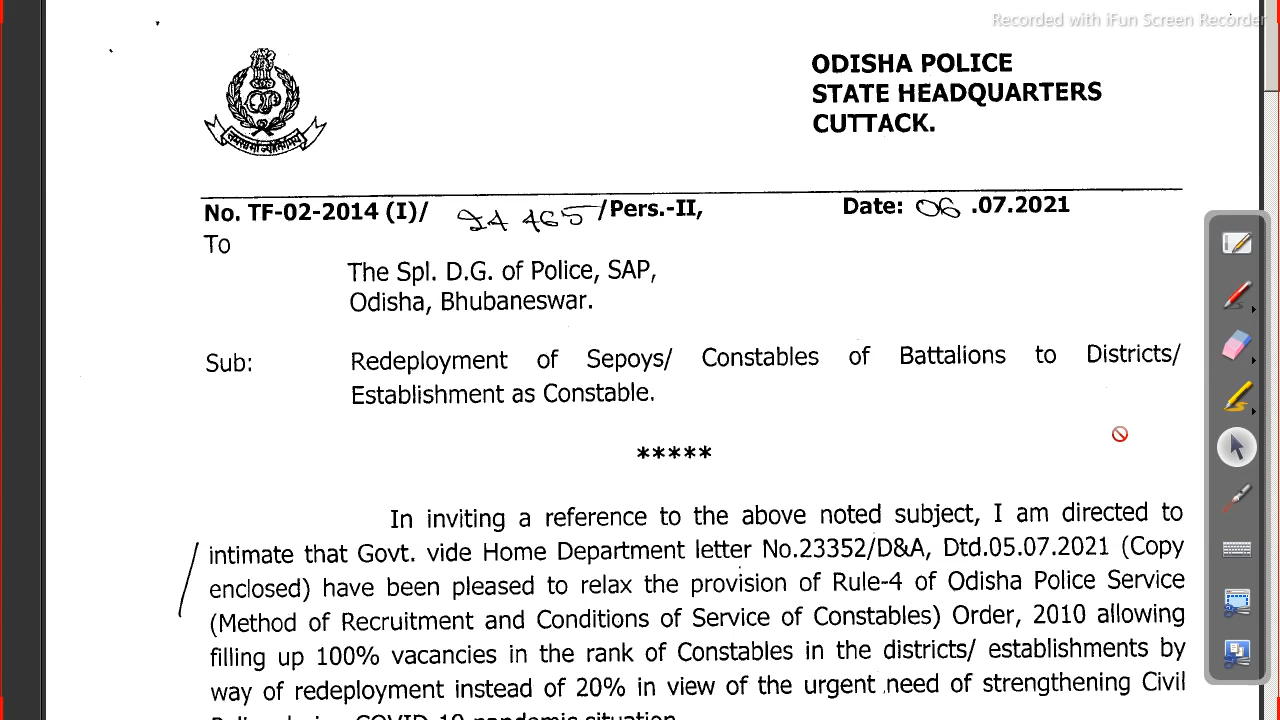 Recorded with iFun Screen Recorder
ODISHA POLICE
STATE HEADQUARTERS
CUTTACK.
No. TF-02-2014 (I)/ 24465 /Pers.-II, Date: 06 .07.2021
To
The Spl. D.G. of Police, SAP,
Odisha, Bhubaneswar.
Sub: Redeployment of Sepoys/ Constables of Battalions to Districts/
Establishment as Constable.
*****
In inviting a reference to the above noted subject, I am directed to
intimate that Govt. vide Home Department letter No.23352/D&A, Dtd.05.07.2021 (Copy
enclosed) have been pleased to relax the provision of Rule-4 of Odisha Police Service
(Method of Recruitment and Conditions of Service of Constables) Order, 2010 allowing
filling up 100% vacancies in the rank of Constables in the districts/ establishments by
way of redeployment instead of 20% in view of the urgent need of strengthening Civil
COVID-19 pandemic situation